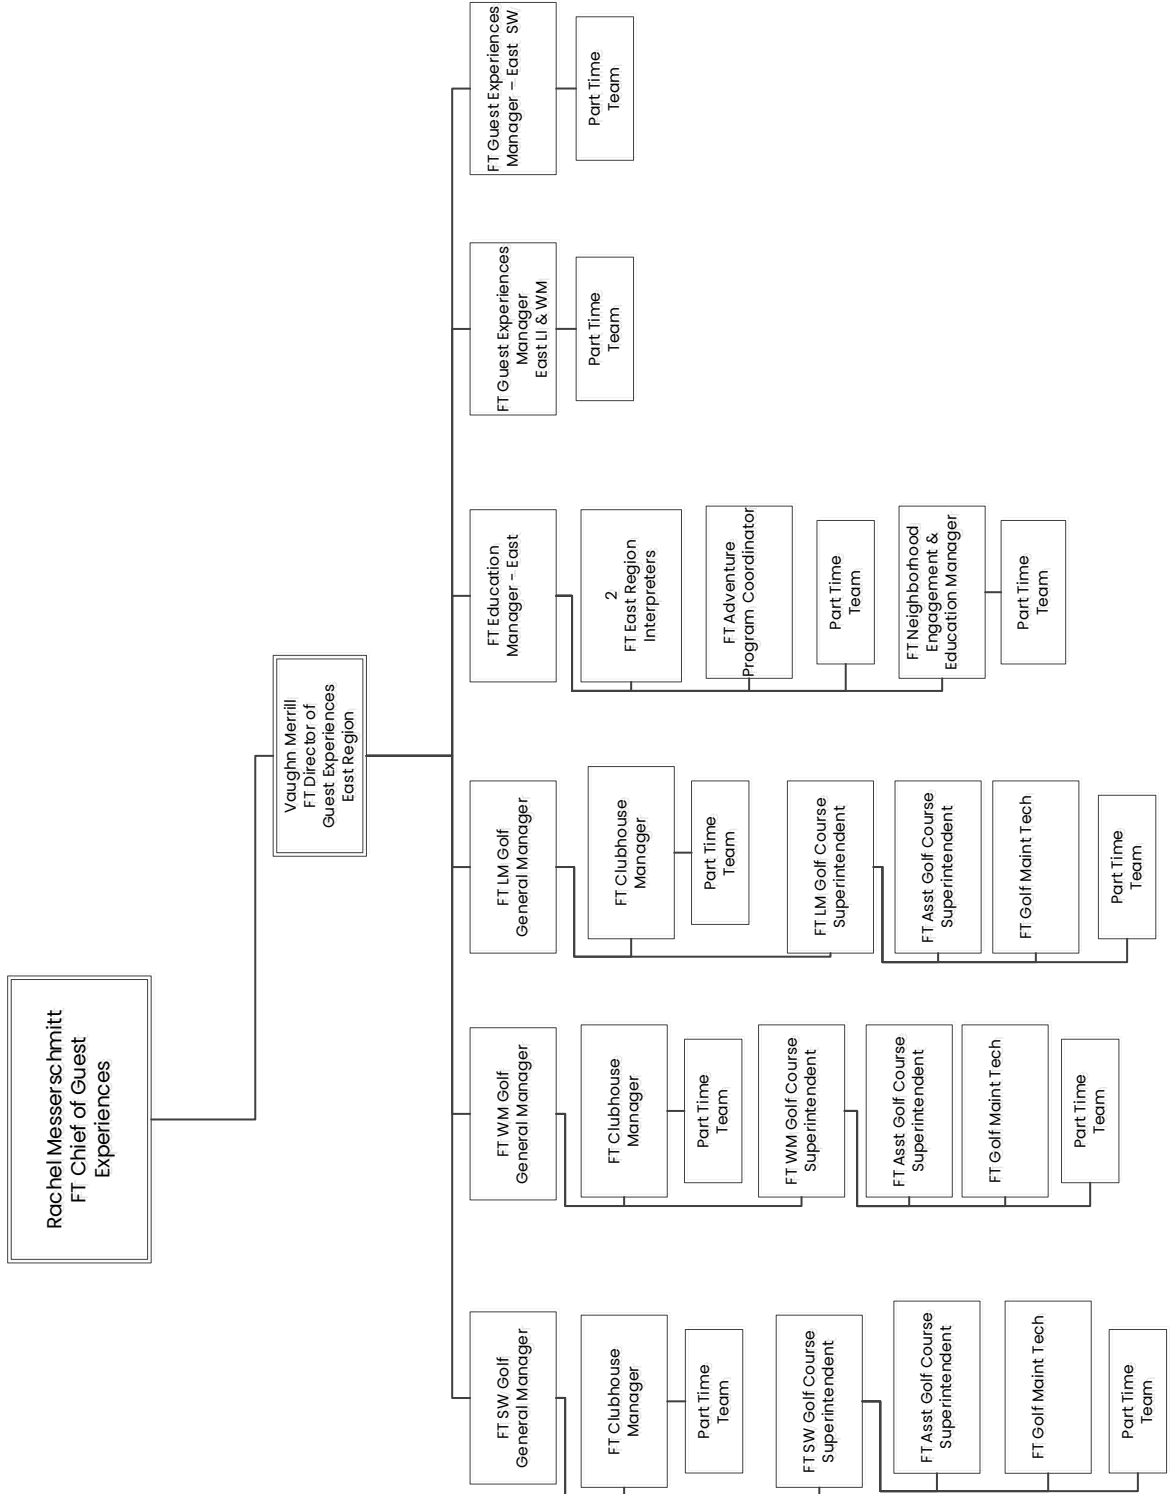 Rachel Messerschmitt
FT Chief of Guest
Experiences
Vaughn Merrill
FT Director of
Guest Experiences
East Region
FT SW Golf
General Manager
FT Clubhouse
Manager
Part Time
Team
FT SW Golf Course
Superintendent
FT Asst Golf Course
Superintendent
FT Golf Maint Tech
Part Time
Team
FT WM Golf
General Manager
FT Clubhouse
Manager
Part Time
Team
FT WM Golf Course
Superintendent
FT Asst Golf Course
Superintendent
FT Golf Maint Tech
Part Time
Team
FT LM Golf
General Manager
FT Clubhouse
Manager
Part Time
Team
FT LM Golf Course
Superintendent
FT Asst Golf Course
Superintendent
FT Golf Maint Tech
Part Time
Team
FT Education
Manager – East
2
FT East Region
Interpreters
FT Adventure
Program Coordinator
Part Time
Team
FT Neighborhood
Engagement &
Education Manager
Part Time
Team
FT Guest Experiences
Manager
East LI & WM
Part Time
Team
FT Guest Experiences
Manager – East SW
Part Time
Team